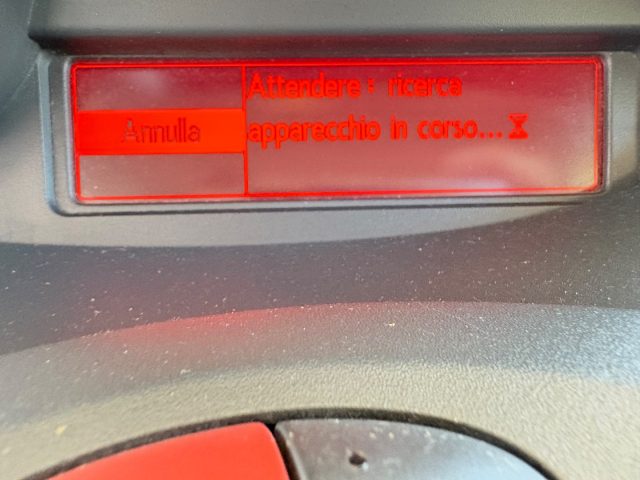 Attendere: ricerca
Annulla
apparecchio in corso...